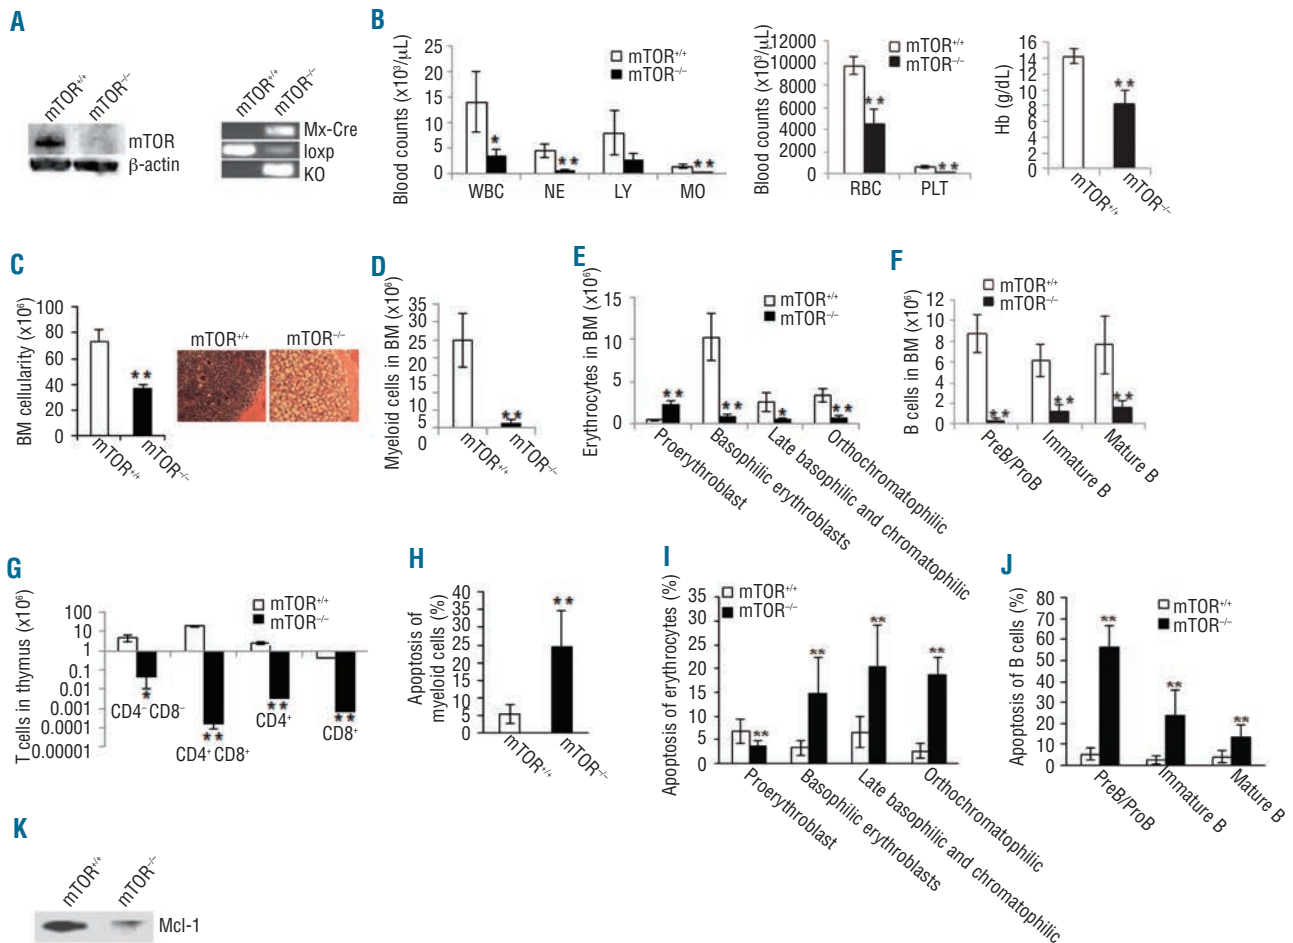 A
mTOR+/+
mTOR–/–
mTOR
β-actin
mTOR+/+
mTOR–/–
Mx-Cre
loxp
KO
B
Blood counts (x10³/µL)
25
20
15
10
5
0
mTOR+/+
mTOR–/–
*
**
**
WBC NE LY MO
Blood counts (x10³/µL)
12000
10000
8000
6000
4000
2000
0
mTOR+/+
mTOR–/–
**
**
RBC PLT
Hb (g/dL)
16
14
12
10
8
6
4
2
0
**
mTOR+/+
mTOR–/–
C
BM cellularity (x10⁶)
100
80
60
40
20
0
**
mTOR+/+
mTOR–/–
mTOR+/+
mTOR–/–
D
Myeloid cells in BM (x10⁶)
35
30
25
20
15
10
5
0
**
mTOR+/+
mTOR–/–
E
Erythrocytes in BM (x10⁶)
15
10
5
0
mTOR+/+
mTOR–/–
**
**
*
**
Proerythroblast
Basophilic erythroblasts
Late basophilic and chromatophilic
Orthochromatophilic
F
B cells in BM (x10⁶)
12
10
8
6
4
2
0
mTOR+/+
mTOR–/–
**
**
**
PreB/ProB
Immature B
Mature B
G
T cells in thymus (x10⁶)
100
10
1
0.1
0.01
0.001
0.0001
0.00001
mTOR+/+
mTOR–/–
*
**
**
**
CD4–CD8–
CD4+CD8+
CD4+
CD8+
H
Apoptosis of
myeloid cells (%)
40
35
30
25
20
15
10
5
0
**
mTOR+/+
mTOR–/–
I
Apoptosis of erythrocytes (%)
35
30
25
20
15
10
5
0
mTOR+/+
mTOR–/–
**
**
**
**
Proerythroblast
Basophilic erythroblasts
Late basophilic and chromatophilic
Orthochromatophilic
J
Apoptosis of B cells (%)
80
70
60
50
40
30
20
10
0
mTOR+/+
mTOR–/–
**
**
**
PreB/ProB
Immature B
Mature B
K
mTOR+/+
mTOR–/–
Mcl-1